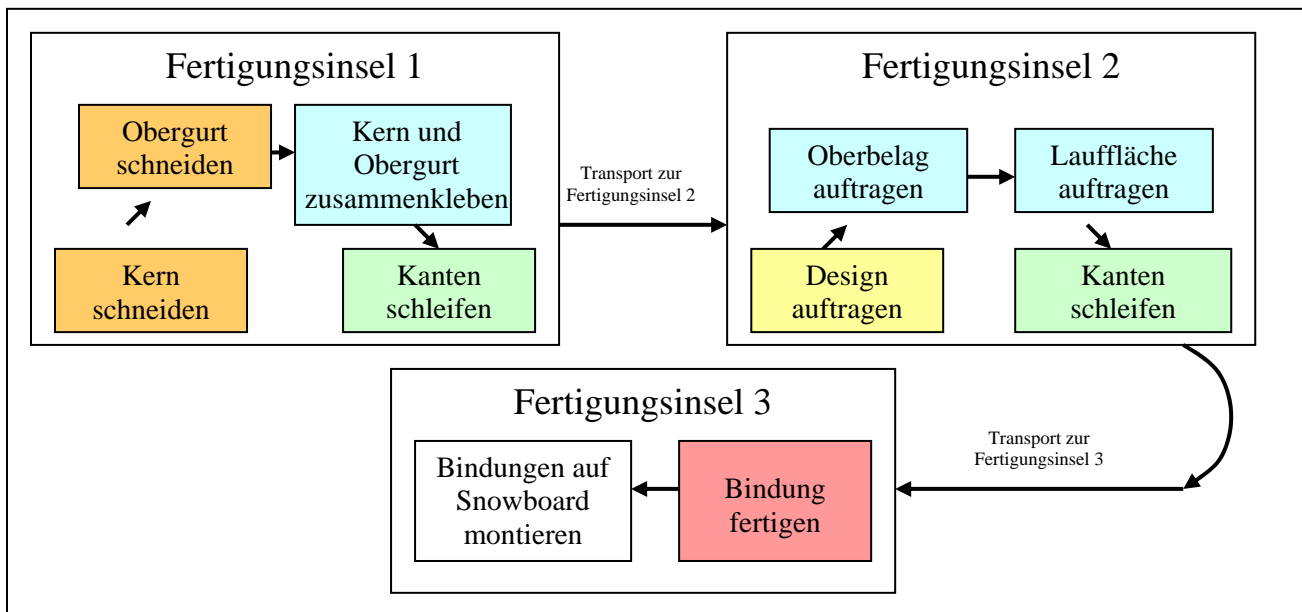 Fertigungsinsel 1
Obergurt
schneiden
Kern und
Obergurt
zusammenkleben
Kern
schneiden
Kanten
schleifen
Transport zur
Fertigungsinsel 2
Fertigungsinsel 2
Oberbelag
auftragen
Lauffläche
auftragen
Design
auftragen
Kanten
schleifen
Transport zur
Fertigungsinsel 3
Fertigungsinsel 3
Bindungen auf
Snowboard
montieren
Bindung
fertigen